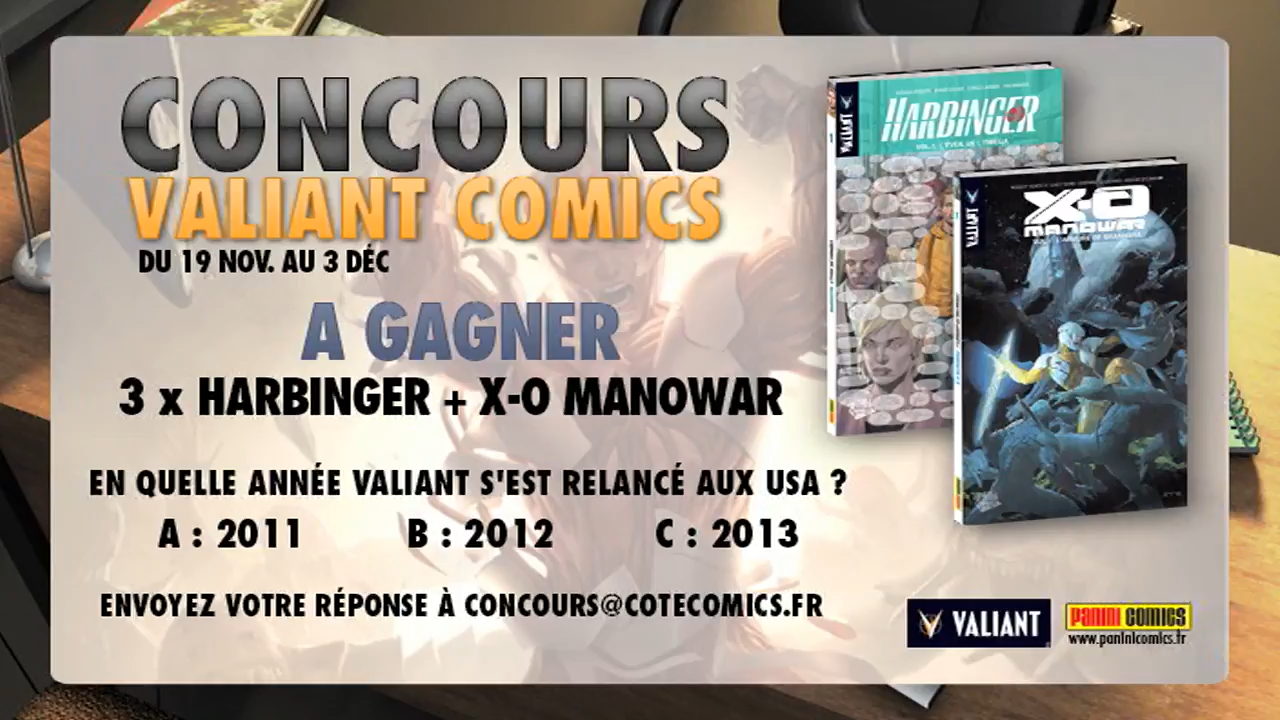 CONCOURS
VALIANT COMICS
DU 19 NOV. AU 3 DÉC
A GAGNER
3 x HARBINGER + X-O MANOWAR
EN QUELLE ANNÉE VALIANT S'EST RELANCÉ AUX USA ?
A : 2011 B : 2012 C : 2013
ENVOYEZ VOTRE RÉPONSE À CONCOURS@COTECOMICS.FR
VALIANT
HARBINGER
VALIANT
X-O
MANOWAR
VALIANT
PANINI COMICS
www.paninicomics.fr